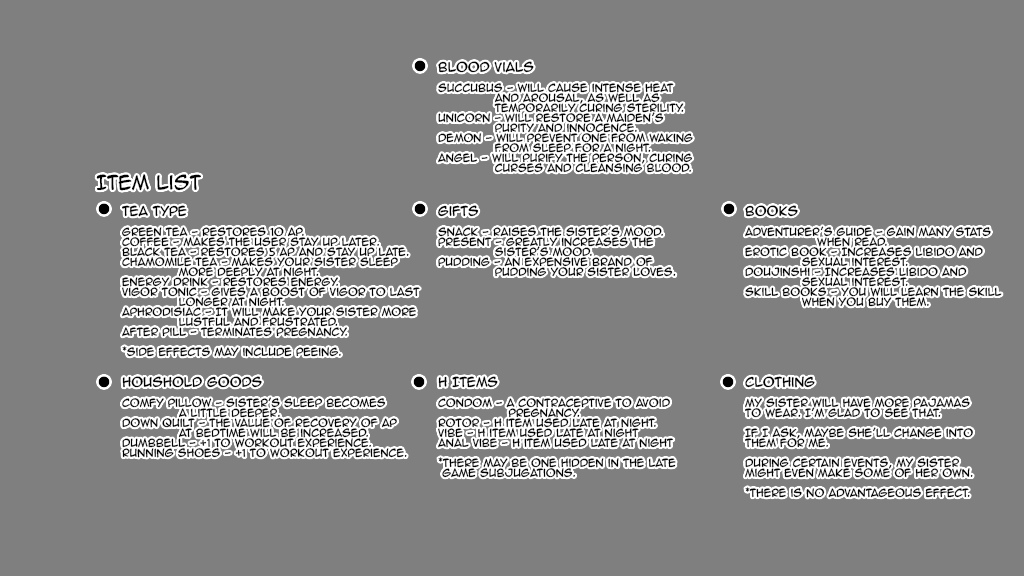 ITEM LIST
BLOOD VIALS
SUCCUBUS - WILL CAUSE INTENSE HEAT
AND AROUSAL, AS WELL AS
TEMPORARILY CURING STERILITY.
UNICORN - WILL RESTORE A MAIDEN'S
PURITY AND INNOCENCE.
DEMON - WILL PREVENT ONE FROM WAKING
FROM SLEEP FOR A NIGHT.
ANGEL - WILL PURIFY THE PERSON, CURING
CURSES AND CLEANSING BLOOD.
TEA TYPE
GREEN TEA - RESTORES 10 AP.
COFFEE - MAKES THE USER STAY UP LATER.
BLACK TEA - RESTORES 5 AP AND STAY UP LATE.
CHAMOMILE TEA - MAKES YOUR SISTER SLEEP
MORE DEEPLY AT NIGHT.
ENERGY DRINK - RESTORES ENERGY.
VIGOR TONIC - GIVES A BOOST OF VIGOR TO LAST
LONGER AT NIGHT.
APHRODISIAC - IT WILL MAKE YOUR SISTER MORE
LUSTFUL AND FRUSTRATED.
AFTER PILL - TERMINATES PREGNANCY.
*SIDE EFFECTS MAY INCLUDE PEEING.
GIFTS
SNACK - RAISES THE SISTER'S MOOD.
PRESENT - GREATLY INCREASES THE
SISTER'S MOOD.
PUDDING - AN EXPENSIVE BRAND OF
PUDDING YOUR SISTER LOVES.
BOOKS
ADVENTURER'S GUIDE - GAIN MANY STATS
WHEN READ.
EROTIC BOOK - INCREASES LIBIDO AND
SEXUAL INTEREST.
DOUJINSHI - INCREASES LIBIDO AND
SEXUAL INTEREST.
SKILL BOOKS - YOU WILL LEARN THE SKILL
WHEN YOU BUY THEM.
HOUSHOLD GOODS
COMFY PILLOW - SISTER'S SLEEP BECOMES
A LITTLE DEEPER.
DOWN QUILT - THE VALUE OF RECOVERY OF AP
AT BEDTIME WILL BE INCREASED.
DUMBBELL - +1 TO WORKOUT EXPERIENCE.
RUNNING SHOES - +1 TO WORKOUT EXPERIENCE.
H ITEMS
CONDOM - A CONTRACEPTIVE TO AVOID
PREGNANCY.
ROTOR - H ITEM USED LATE AT NIGHT.
VIBE - H ITEM USED LATE AT NIGHT
ANAL VIBE - H ITEM USED LATE AT NIGHT
*THERE MAY BE ONE HIDDEN IN THE LATE
GAME SUBJUGATIONS.
CLOTHING
MY SISTER WILL HAVE MORE PAJAMAS
TO WEAR. I'M GLAD TO SEE THAT.
IF I ASK, MAYBE SHE'LL CHANGE INTO
THEM FOR ME.
DURING CERTAIN EVENTS, MY SISTER
MIGHT EVEN MAKE SOME OF HER OWN.
*THERE IS NO ADVANTAGEOUS EFFECT.